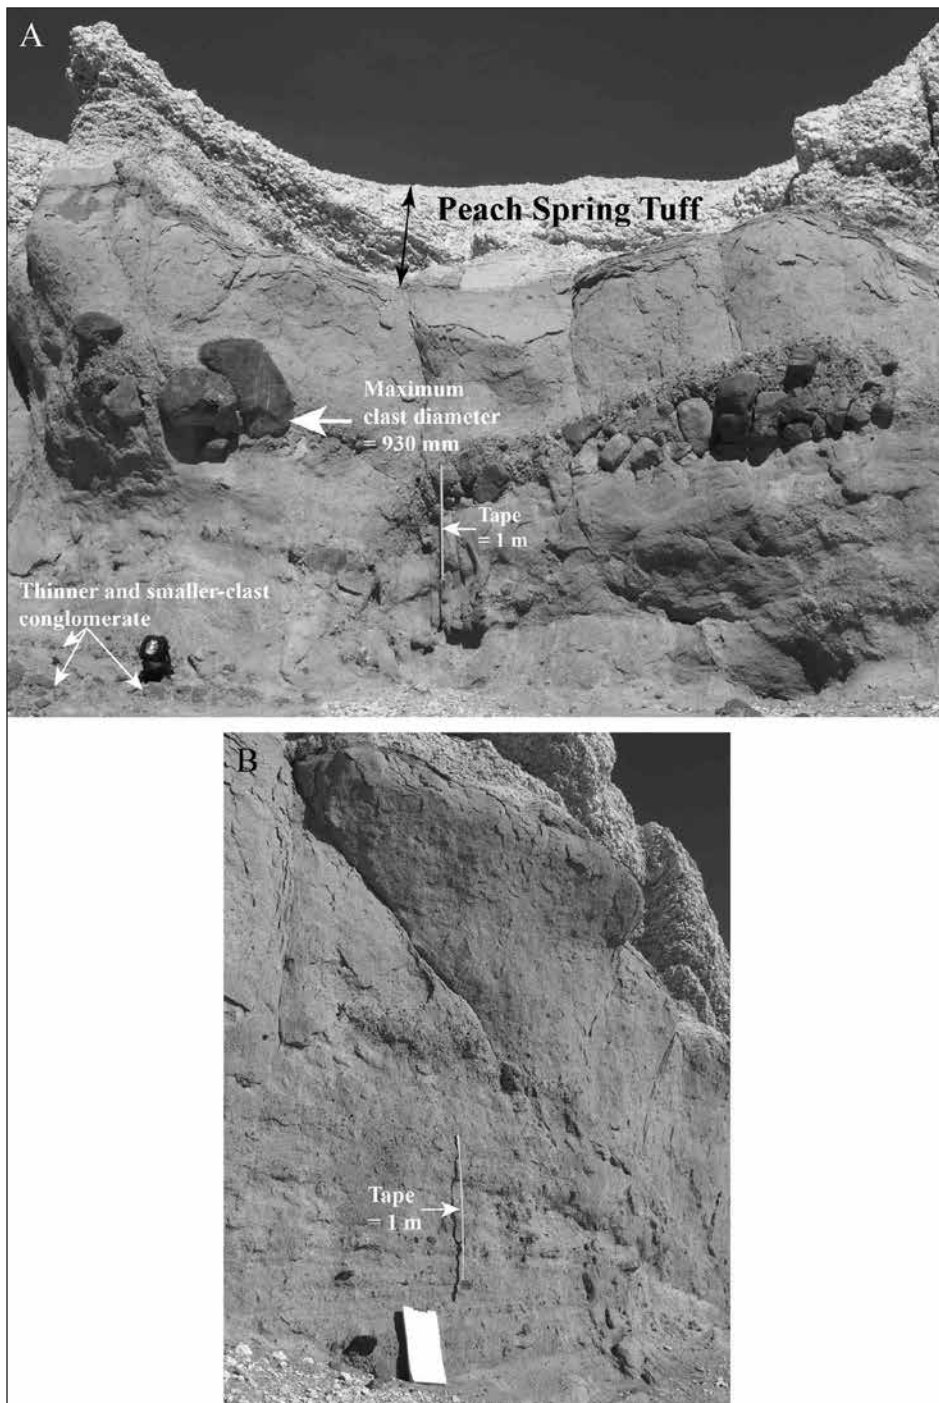 A
Peach Spring Tuff
Maximum
clast diameter
= 930 mm
Tape
= 1 m
Thinner and smaller-clast
conglomerate
B
Tape
= 1 m